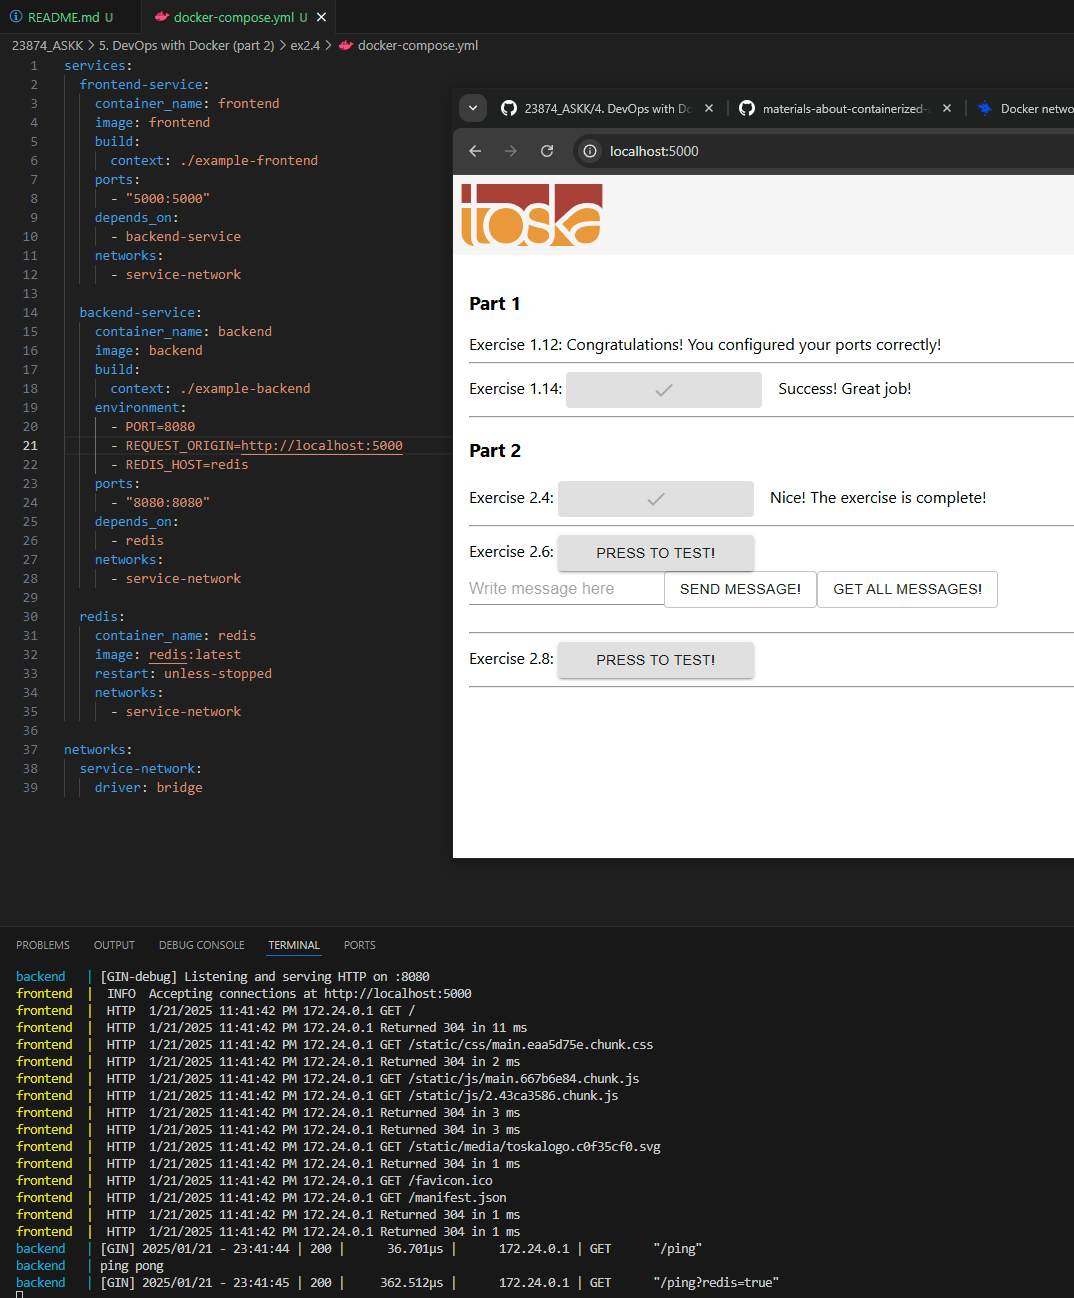 README.md U
docker-compose.yml U
23874_ASKK > 5. DevOps with Docker (part 2) > ex2.4 > docker-compose.yml
1 services:
2 frontend-service:
3 container_name: frontend
4 image: frontend
5 build:
6 context: ./example-frontend
7 ports:
8 - "5000:5000"
9 depends_on:
10 - backend-service
11 networks:
12 - service-network
13
14 backend-service:
15 container_name: backend
16 image: backend
17 build:
18 context: ./example-backend
19 environment:
20 - PORT=8080
21 - REQUEST_ORIGIN=http://localhost:5000
22 - REDIS_HOST=redis
23 ports:
24 - "8080:8080"
25 depends_on:
26 - redis
27 networks:
28 - service-network
29
30 redis:
31 container_name: redis
32 image: redis:latest
33 restart: unless-stopped
34 networks:
35 - service-network
36
37 networks:
38 service-network:
39 driver: bridge
23874_ASKK/4. DevOps with Do
materials-about-containerized-
Docker netwo
localhost:5000
toska
Part 1
Exercise 1.12: Congratulations! You configured your ports correctly!
Exercise 1.14: Success! Great job!
Part 2
Exercise 2.4: Nice! The exercise is complete!
Exercise 2.6: PRESS TO TEST!
Write message here SEND MESSAGE! GET ALL MESSAGES!
Exercise 2.8: PRESS TO TEST!
PROBLEMS OUTPUT DEBUG CONSOLE TERMINAL PORTS
backend | [GIN-debug] Listening and serving HTTP on :8080
frontend | INFO Accepting connections at http://localhost:5000
frontend | HTTP 1/21/2025 11:41:42 PM 172.24.0.1 GET /
frontend | HTTP 1/21/2025 11:41:42 PM 172.24.0.1 Returned 304 in 11 ms
frontend | HTTP 1/21/2025 11:41:42 PM 172.24.0.1 GET /static/css/main.eaa5d75e.chunk.css
frontend | HTTP 1/21/2025 11:41:42 PM 172.24.0.1 Returned 304 in 2 ms
frontend | HTTP 1/21/2025 11:41:42 PM 172.24.0.1 GET /static/js/main.667b6e84.chunk.js
frontend | HTTP 1/21/2025 11:41:42 PM 172.24.0.1 GET /static/js/2.43ca3586.chunk.js
frontend | HTTP 1/21/2025 11:41:42 PM 172.24.0.1 Returned 304 in 3 ms
frontend | HTTP 1/21/2025 11:41:42 PM 172.24.0.1 Returned 304 in 3 ms
frontend | HTTP 1/21/2025 11:41:42 PM 172.24.0.1 GET /static/media/toskalogo.c0f35cf0.svg
frontend | HTTP 1/21/2025 11:41:42 PM 172.24.0.1 Returned 304 in 1 ms
frontend | HTTP 1/21/2025 11:41:42 PM 172.24.0.1 GET /favicon.ico
frontend | HTTP 1/21/2025 11:41:42 PM 172.24.0.1 GET /manifest.json
frontend | HTTP 1/21/2025 11:41:42 PM 172.24.0.1 Returned 304 in 1 ms
frontend | HTTP 1/21/2025 11:41:42 PM 172.24.0.1 Returned 304 in 1 ms
backend | [GIN] 2025/01/21 - 23:41:44 | 200 | 36.701µs | 172.24.0.1 | GET "/ping"
backend | ping pong
backend | [GIN] 2025/01/21 - 23:41:45 | 200 | 362.512µs | 172.24.0.1 | GET "/ping?redis=true"